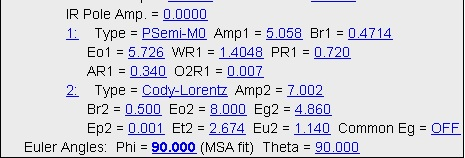 IR Pole Amp. = 0.0000
1: Type = PSemi-M0 Amp1 = 5.058 Br1 = 0.4714
Eo1 = 5.726 WR1 = 1.4048 PR1 = 0.720
AR1 = 0.340 O2R1 = 0.007
2: Type = Cody-Lorentz Amp2 = 7.002
Br2 = 0.500 Eo2 = 8.000 Eg2 = 4.860
Ep2 = 0.001 Et2 = 2.674 Eu2 = 1.140 Common Eg = OFF
Euler Angles: Phi = 90.000 (MSA fit) Theta = 90.000